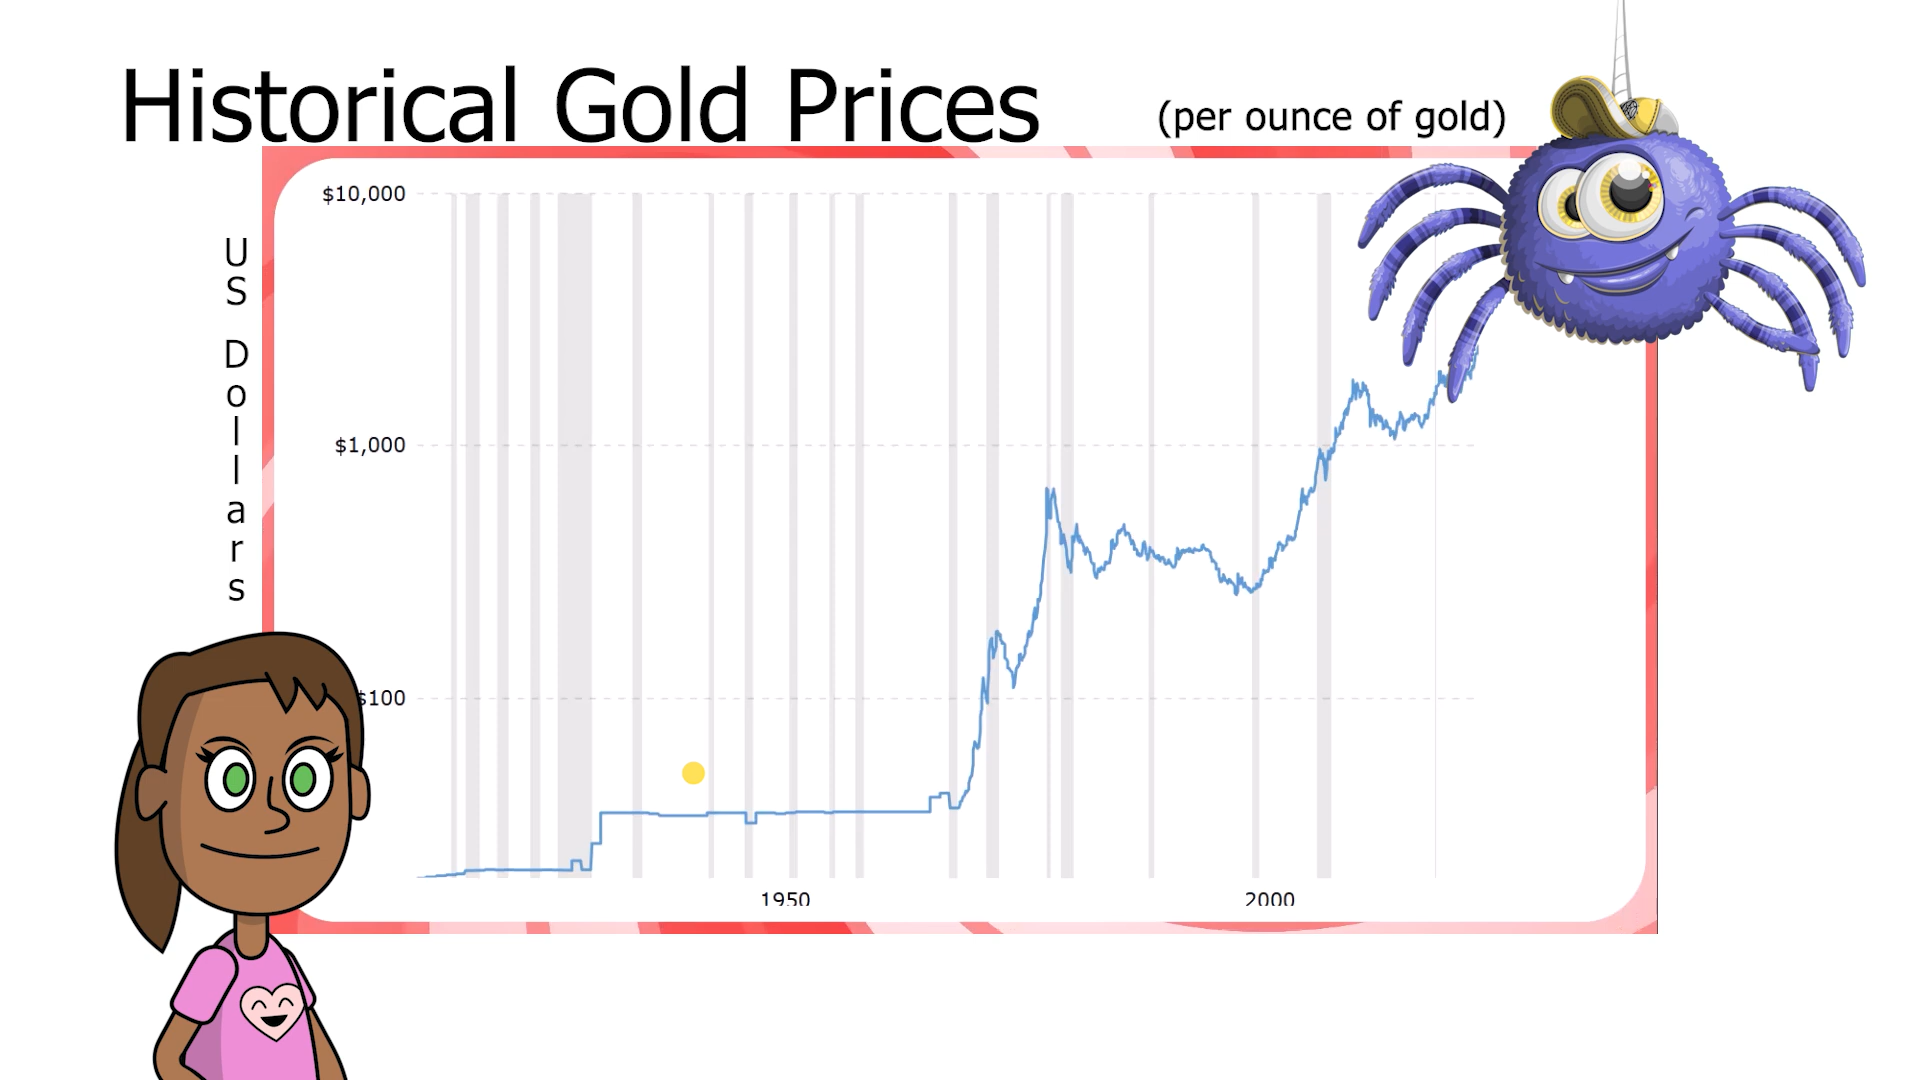 Historical Gold Prices
(per ounce of gold)
US Dollars
$10,000
$1,000
$100
1950
2000